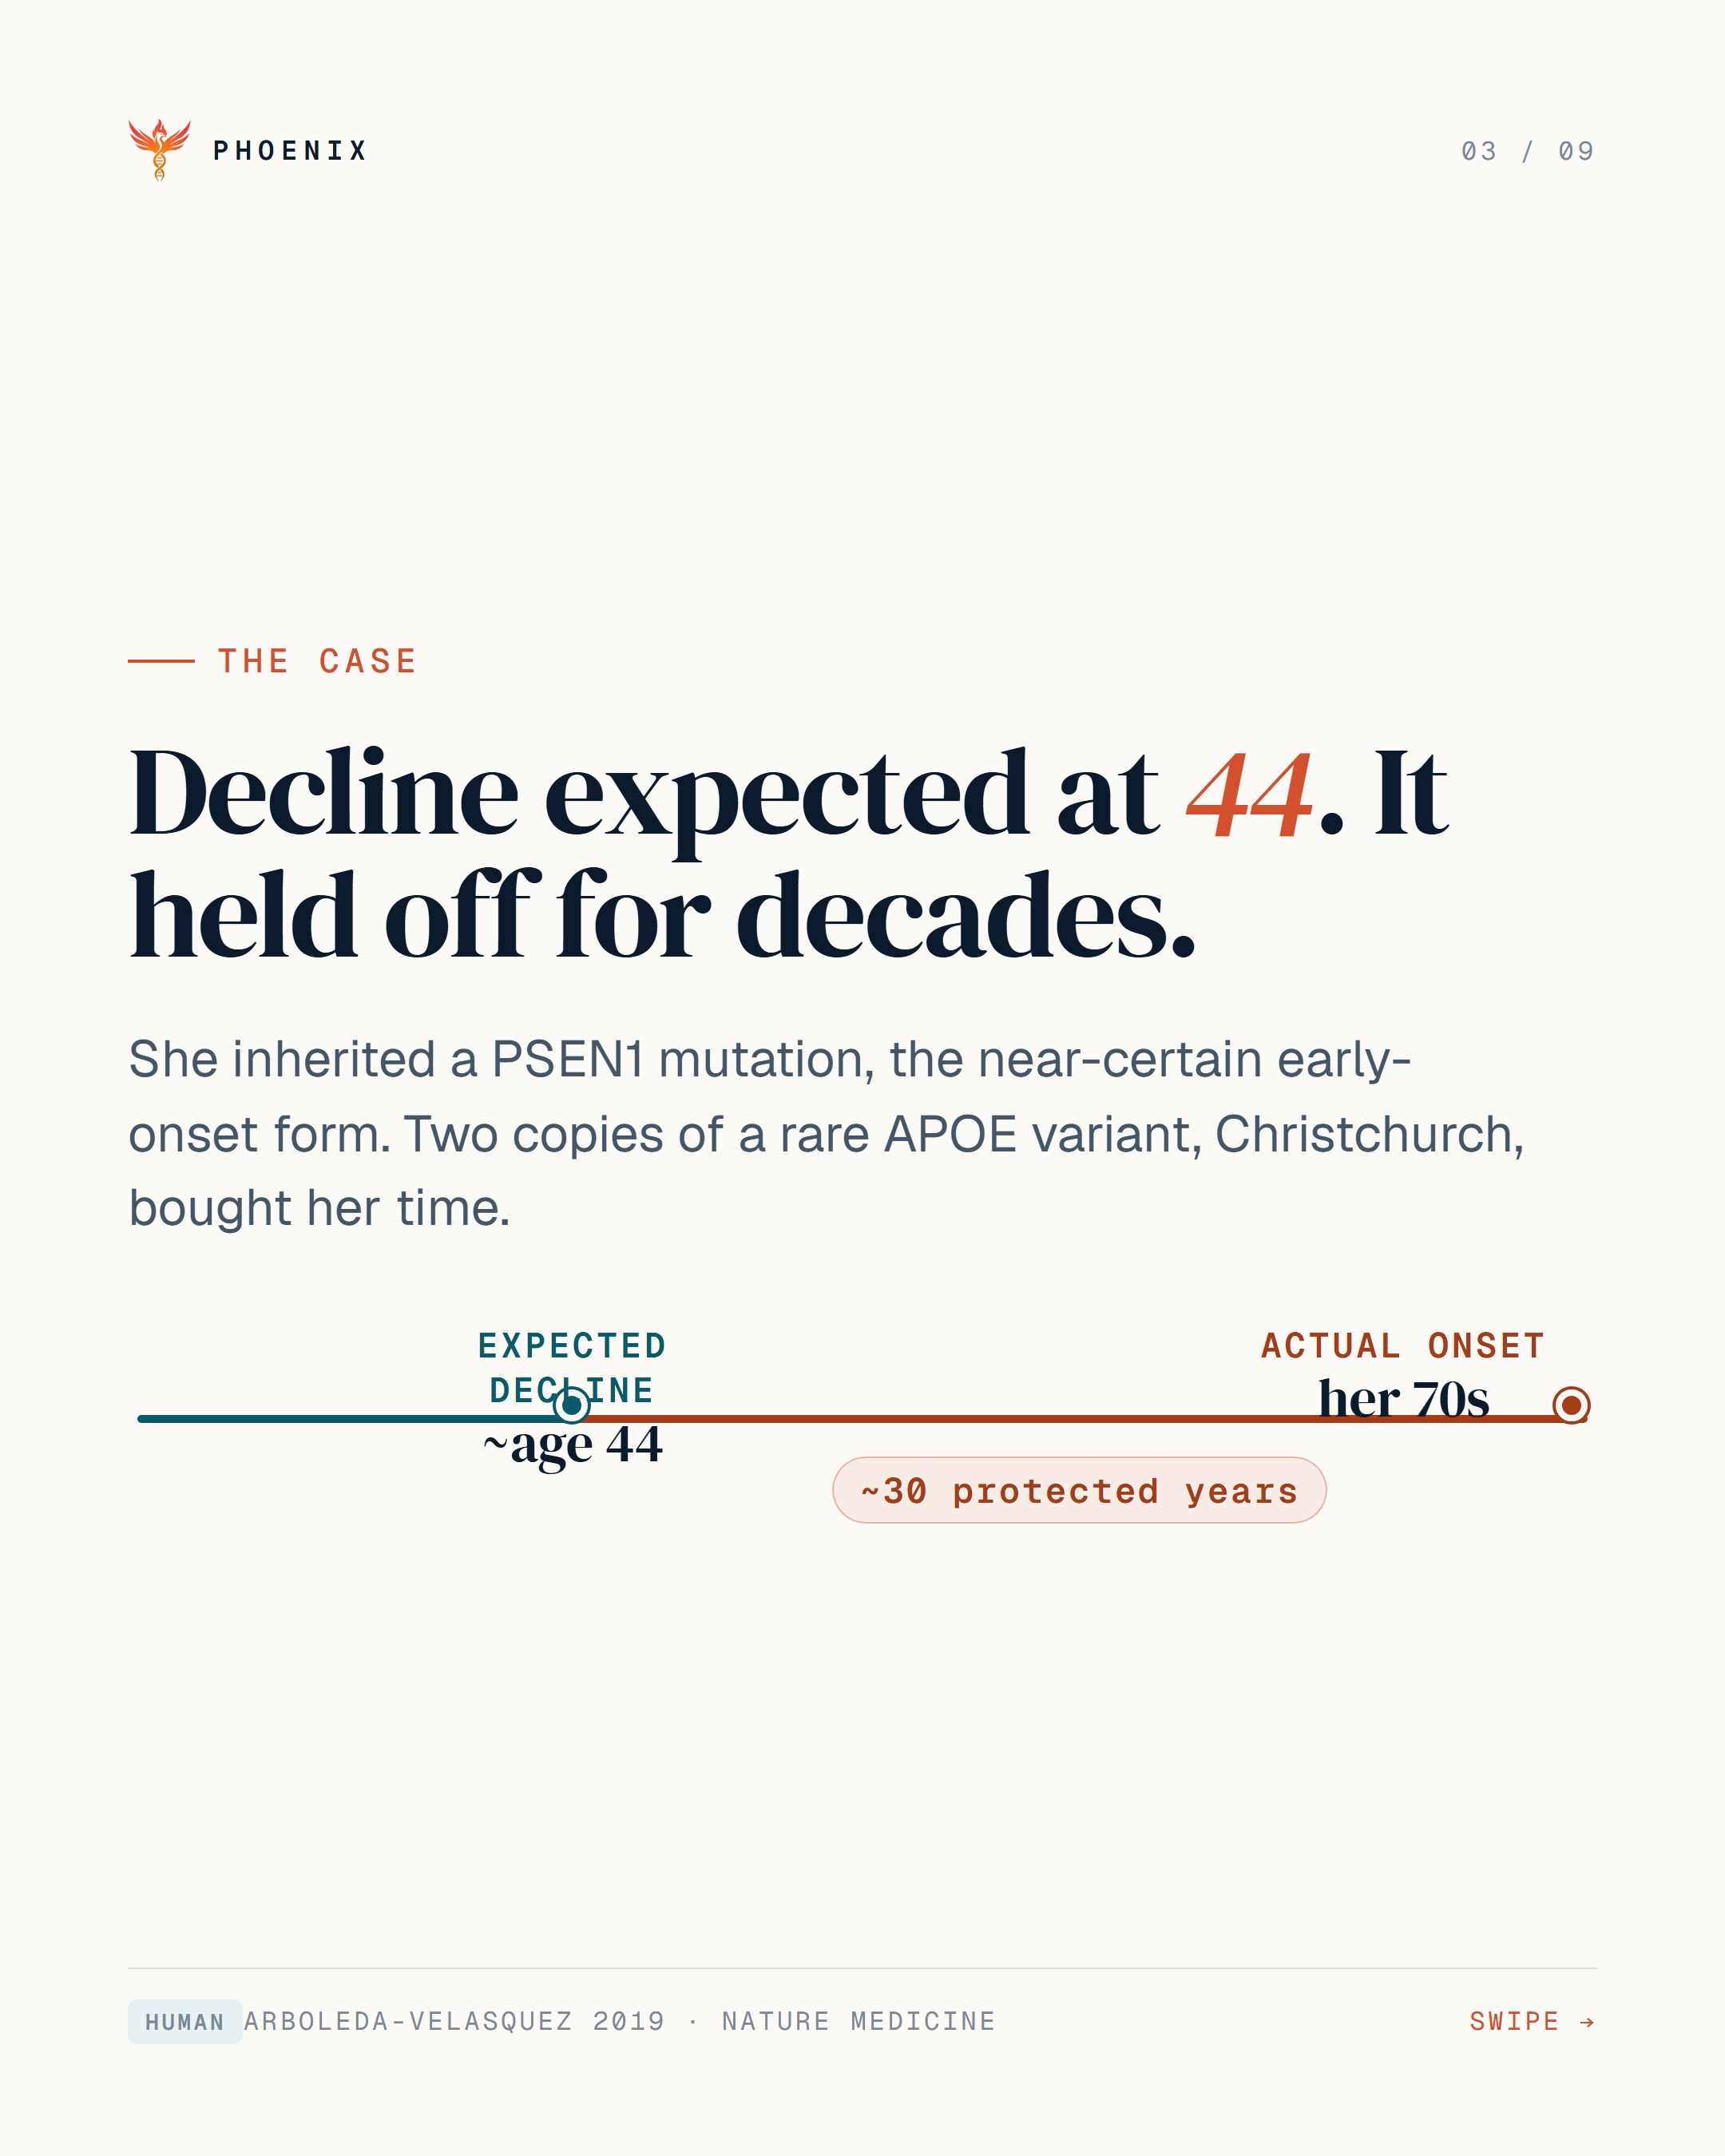 PHOENIX
03 / 09
THE CASE
Decline expected at 44. It
held off for decades.
She inherited a PSEN1 mutation, the near-certain early-
onset form. Two copies of a rare APOE variant, Christchurch,
bought her time.
EXPECTED
DECLINE
~age 44
ACTUAL ONSET
her 70s
~30 protected years
HUMAN ARBOLEDA-VELASQUEZ 2019 · NATURE MEDICINE
SWIPE →